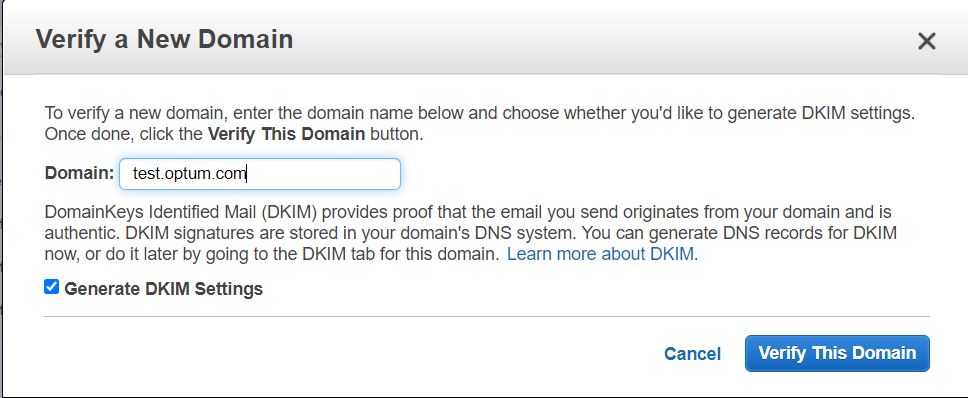 Verify a New Domain
To verify a new domain, enter the domain name below and choose whether you'd like to generate DKIM settings.
Once done, click the Verify This Domain button.
Domain: test.optum.com
DomainKeys Identified Mail (DKIM) provides proof that the email you send originates from your domain and is
authentic. DKIM signatures are stored in your domain's DNS system. You can generate DNS records for DKIM
now, or do it later by going to the DKIM tab for this domain. Learn more about DKIM.
Generate DKIM Settings
Cancel Verify This Domain